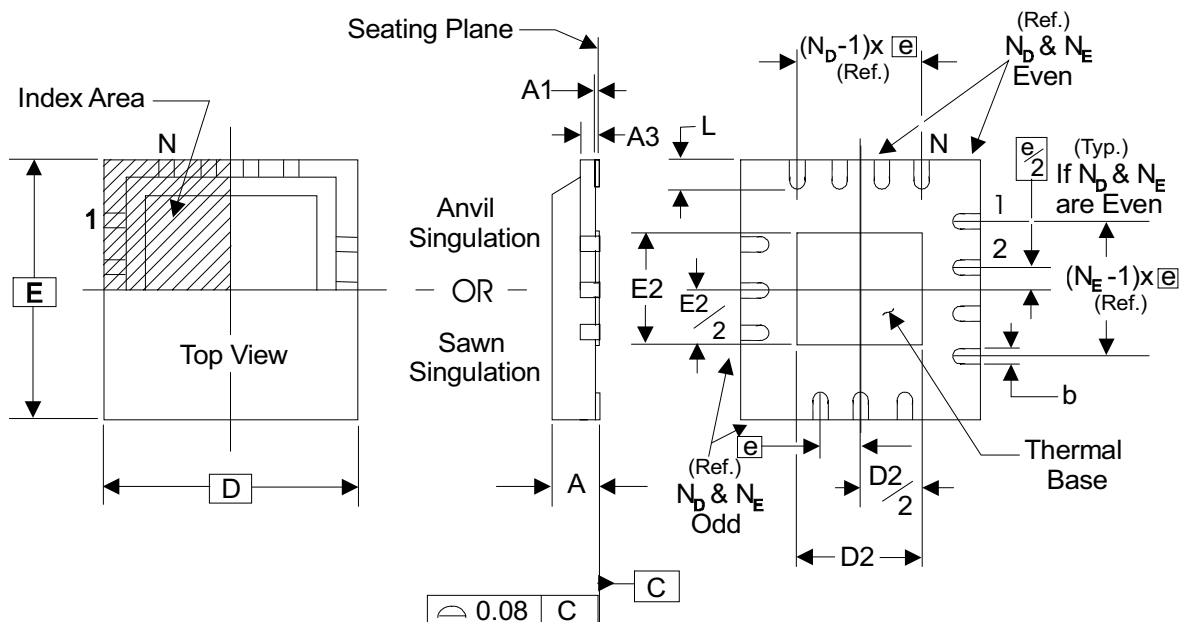 Seating Plane
Index Area
N
1
E
Top View
D
A1
A3
L
Anvil
Singulation
OR
Sawn
Singulation
A
C
0.08 C
(N_D-1)x e
(Ref.)
(Ref.)
N_D & N_E
Even
N
e/2
(Typ.)
If N_D & N_E
are Even
1
2
(N_E-1)x e
(Ref.)
E2
E2/2
b
e
(Ref.)
N_D & N_E
Odd
D2/2
D2
Thermal
Base